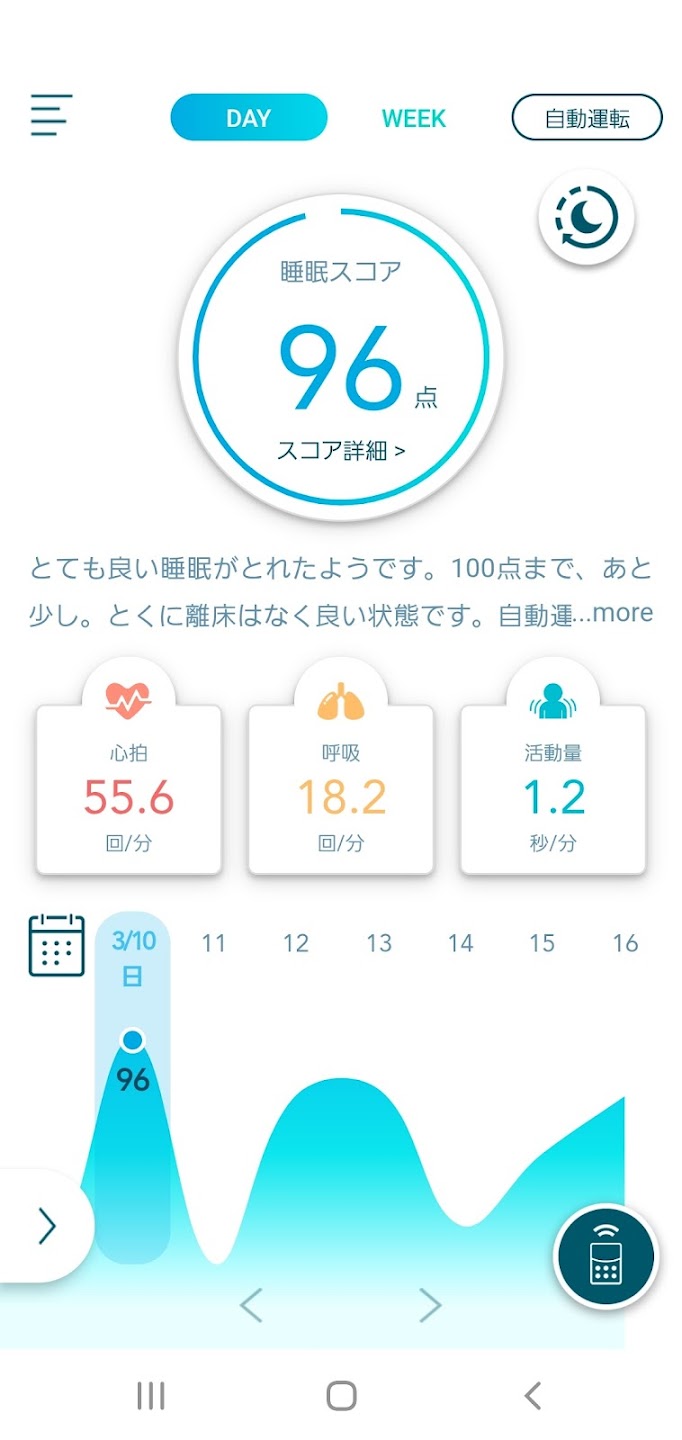 DAY
WEEK
自動運転
睡眠スコア
96 点
スコア詳細 >
とても良い睡眠がとれたようです。100点まで、あと
少し。とくに離床はなく良い状態です。自動運...more
心拍
55.6
回/分
呼吸
18.2
回/分
活動量
1.2
秒/分
3/10 11 12 13 14 15 16
日
96